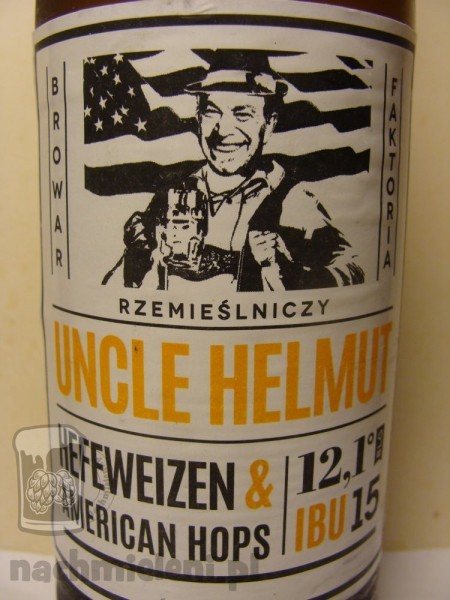 BROWAR
FAKTORIA
RZEMIEŚLNICZY
UNCLE HELMUT
HEFEWEIZEN &
AMERICAN HOPS
12,1°
IBU 15
nachmieleni.pl